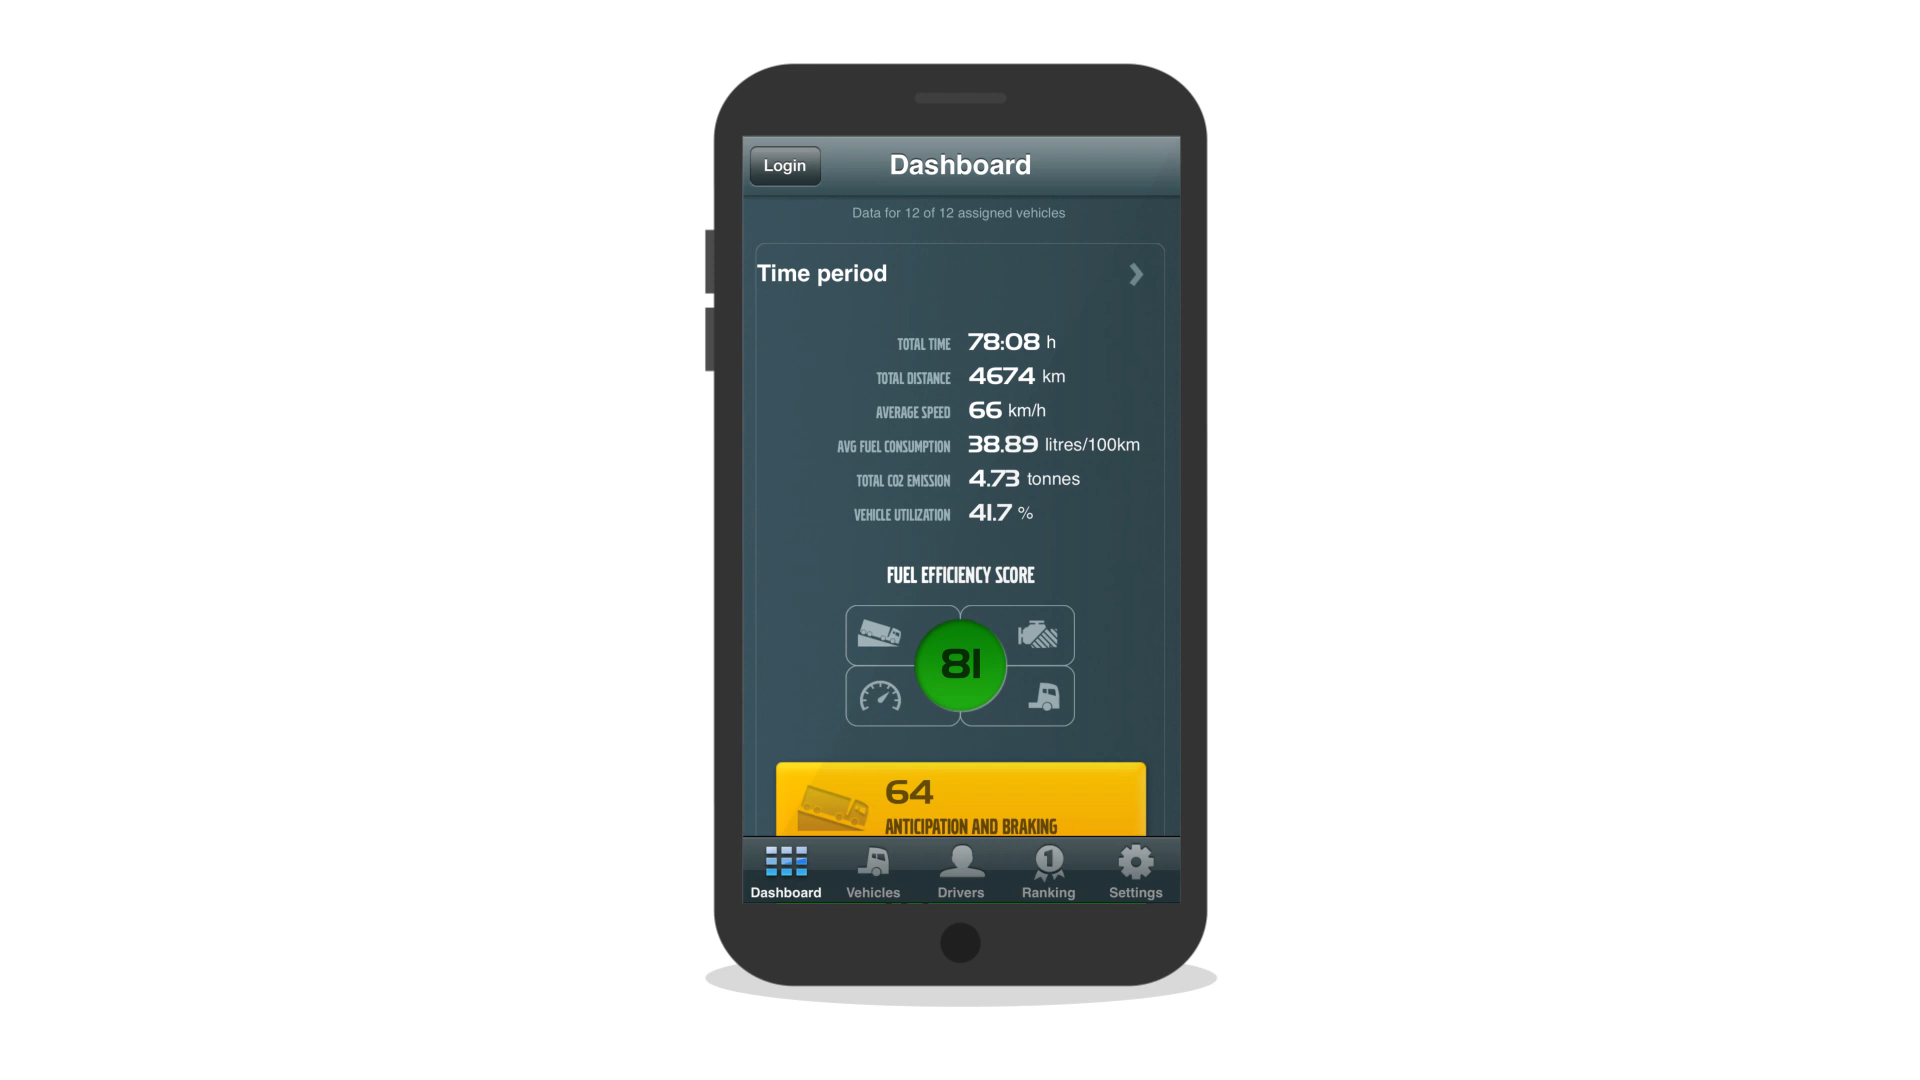 Login
Dashboard
Data for 12 of 12 assigned vehicles
Time period
TOTAL TIME 78:08 h
TOTAL DISTANCE 4674 km
AVERAGE SPEED 66 km/h
AVG FUEL CONSUMPTION 38.89 litres/100km
TOTAL CO2 EMISSION 4.73 tonnes
VEHICLE UTILIZATION 41.7 %
FUEL EFFICIENCY SCORE
81
64
ANTICIPATION AND BRAKING
1
Dashboard Vehicles Drivers Ranking Settings